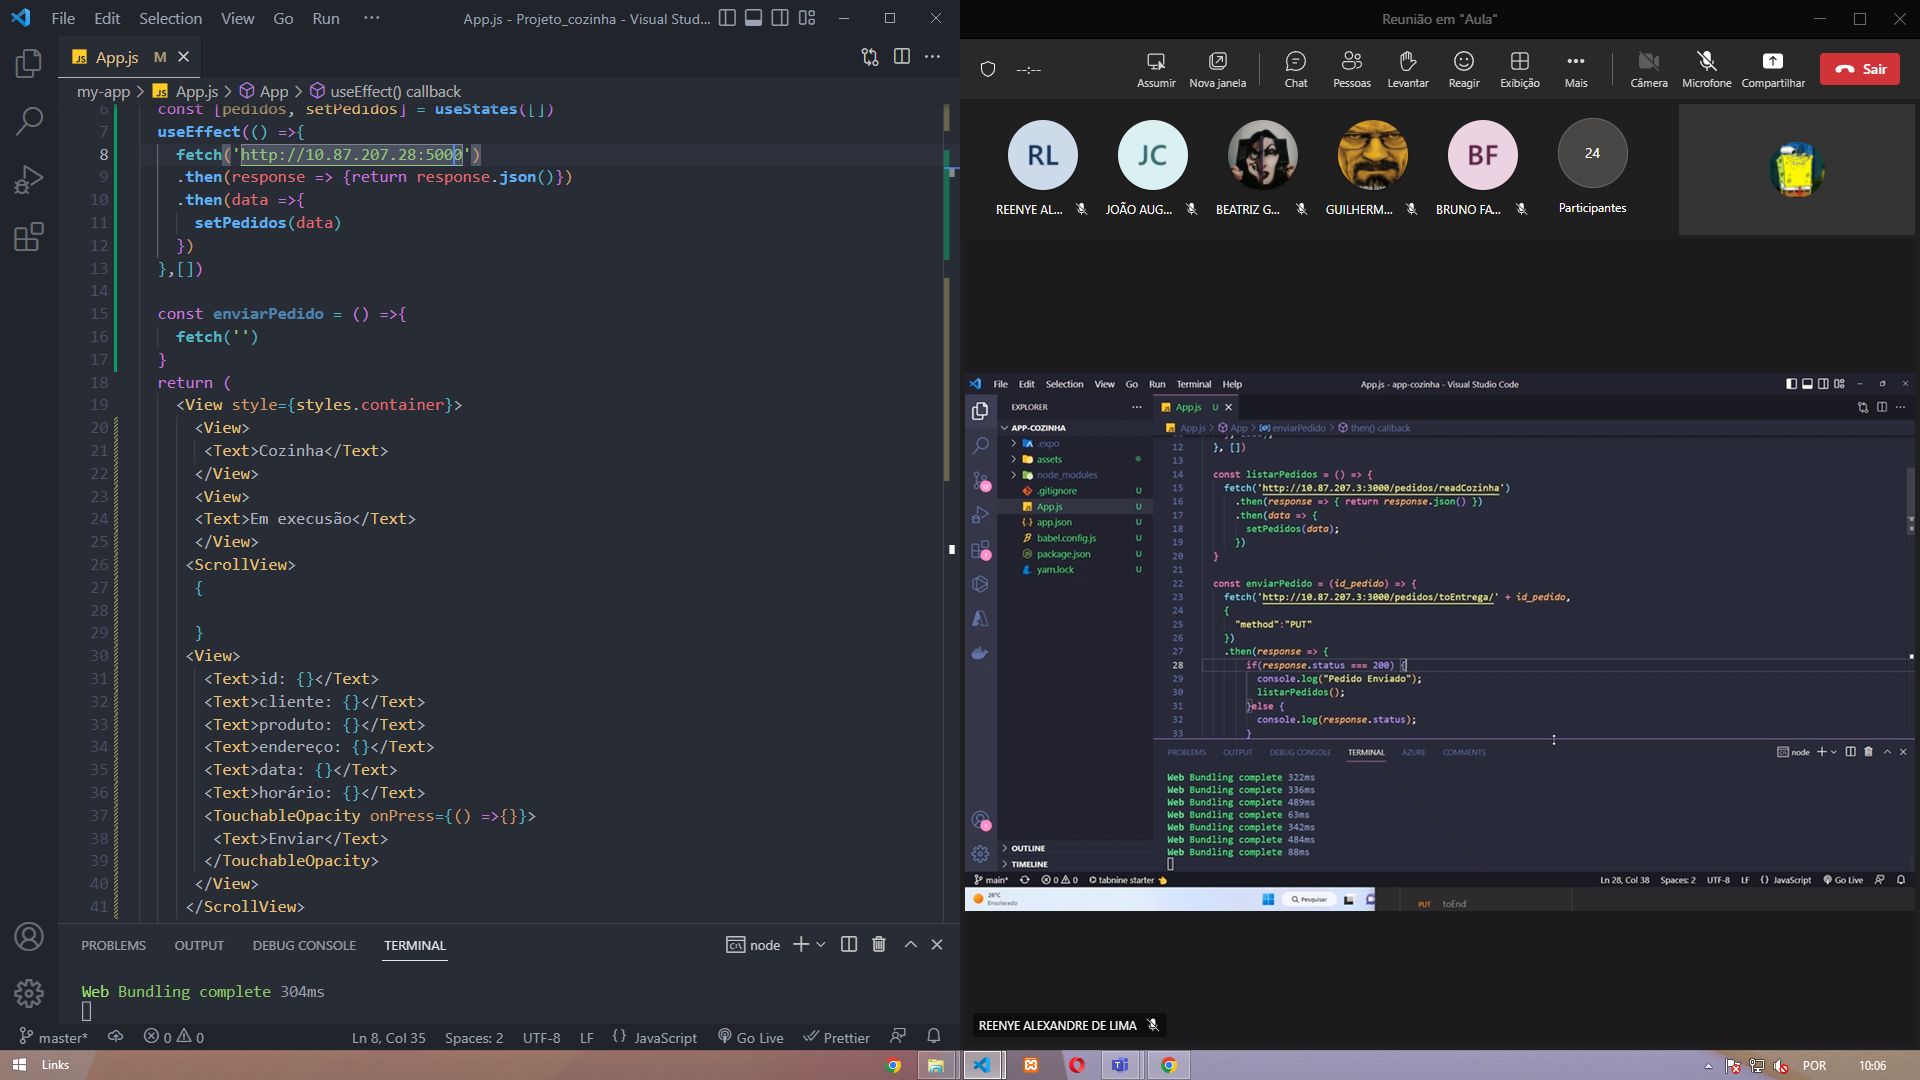 File Edit Selection View Go Run ··· App.js - Projeto_cozinha - Visual Stud...
JS App.js M
my-app > JS App.js > App > useEffect() callback
6 const [pedidos, setPedidos] = useStates([])
7 useEffect(() =>{
8 fetch('http://10.87.207.28:5000')
9 .then(response => {return response.json()})
10 .then(data =>{
11 setPedidos(data)
12 })
13 },[])
14
15 const enviarPedido = () =>{
16 fetch('')
17 }
18 return (
19 <View style={styles.container}>
20 <View>
21 <Text>Cozinha</Text>
22 </View>
23 <View>
24 <Text>Em execusão</Text>
25 </View>
26 <ScrollView>
27 {
28
29 }
30 <View>
31 <Text>id: {}</Text>
32 <Text>cliente: {}</Text>
33 <Text>produto: {}</Text>
34 <Text>endereço: {}</Text>
35 <Text>data: {}</Text>
36 <Text>horário: {}</Text>
37 <TouchableOpacity onPress={() =>{}}>
38 <Text>Enviar</Text>
39 </TouchableOpacity>
40 </View>
41 </ScrollView>
PROBLEMS OUTPUT DEBUG CONSOLE TERMINAL node
Web Bundling complete 304ms
master* 0 0 Ln 8, Col 35 Spaces: 2 UTF-8 LF {} JavaScript Go Live Prettier
Reunião em "Aula"
--:-- Assumir Nova janela Chat Pessoas Levantar Reagir Exibição Mais Câmera Microfone Compartilhar Sair
RL JC BF 24
REENYE AL... JOÃO AUG... BEATRIZ G... GUILHERM... BRUNO FA... Participantes
File Edit Selection View Go Run Terminal Help App.js - app-cozinha - Visual Studio Code
EXPLORER ···
APP-COZINHA
.expo
assets
node_modules
.gitignore U
App.js U
app.json U
babel.config.js U
package.json U
yarn.lock U
OUTLINE
TIMELINE
JS App.js U
App.js > App > enviarPedido > then() callback
12 }, [])
13
14 const listarPedidos = () => {
15 fetch('http://10.87.207.3:3000/pedidos/readCozinha')
16 .then(response => { return response.json() })
17 .then(data => {
18 setPedidos(data);
19 })
20 }
21
22 const enviarPedido = (id_pedido) => {
23 fetch('http://10.87.207.3:3000/pedidos/toEntrega/' + id_pedido,
24 {
25 "method":"PUT"
26 })
27 .then(response => {
28 if(response.status === 200) {
29 console.log("Pedido Enviado");
30 listarPedidos();
31 }else {
32 console.log(response.status);
33 }
PROBLEMS OUTPUT DEBUG CONSOLE TERMINAL AZURE COMMENTS node
Web Bundling complete 322ms
Web Bundling complete 336ms
Web Bundling complete 489ms
Web Bundling complete 63ms
Web Bundling complete 342ms
Web Bundling complete 484ms
Web Bundling complete 88ms
main* 0 0 tabnine starter Ln 28, Col 38 Spaces: 2 UTF-8 LF {} JavaScript Go Live
26°C
Ensolarado
Pesquisar
PUT toEnd
REENYE ALEXANDRE DE LIMA
Links POR 10:06